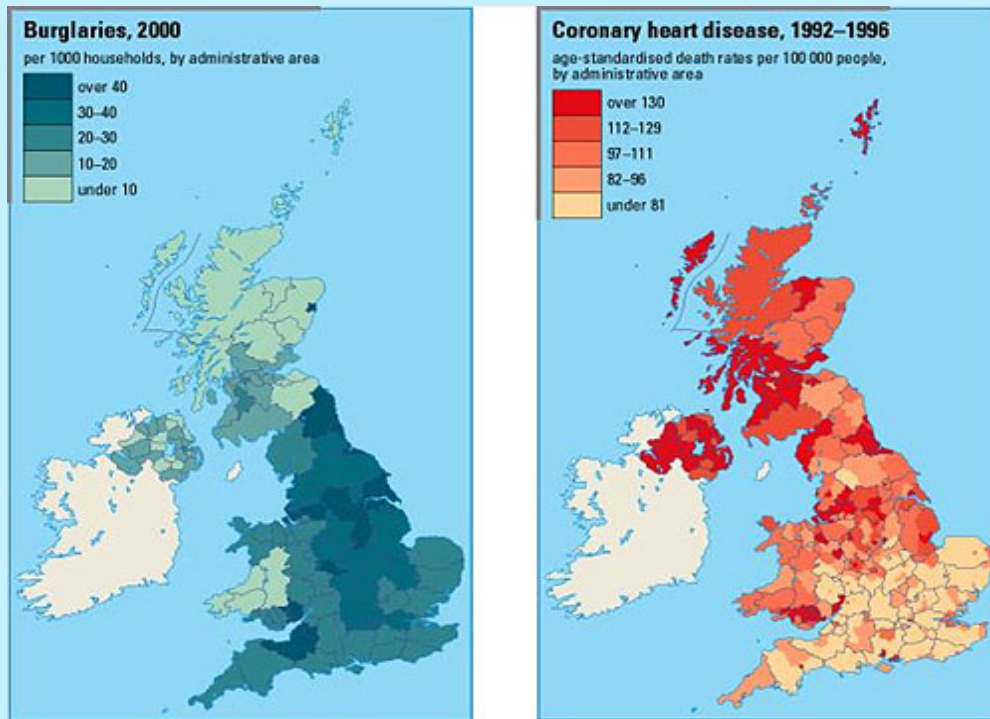 Burglaries, 2000
per 1000 households, by administrative area
over 40
30–40
20–30
10–20
under 10
Coronary heart disease, 1992–1996
age-standardised death rates per 100 000 people,
by administrative area
over 130
112–129
97–111
82–96
under 81